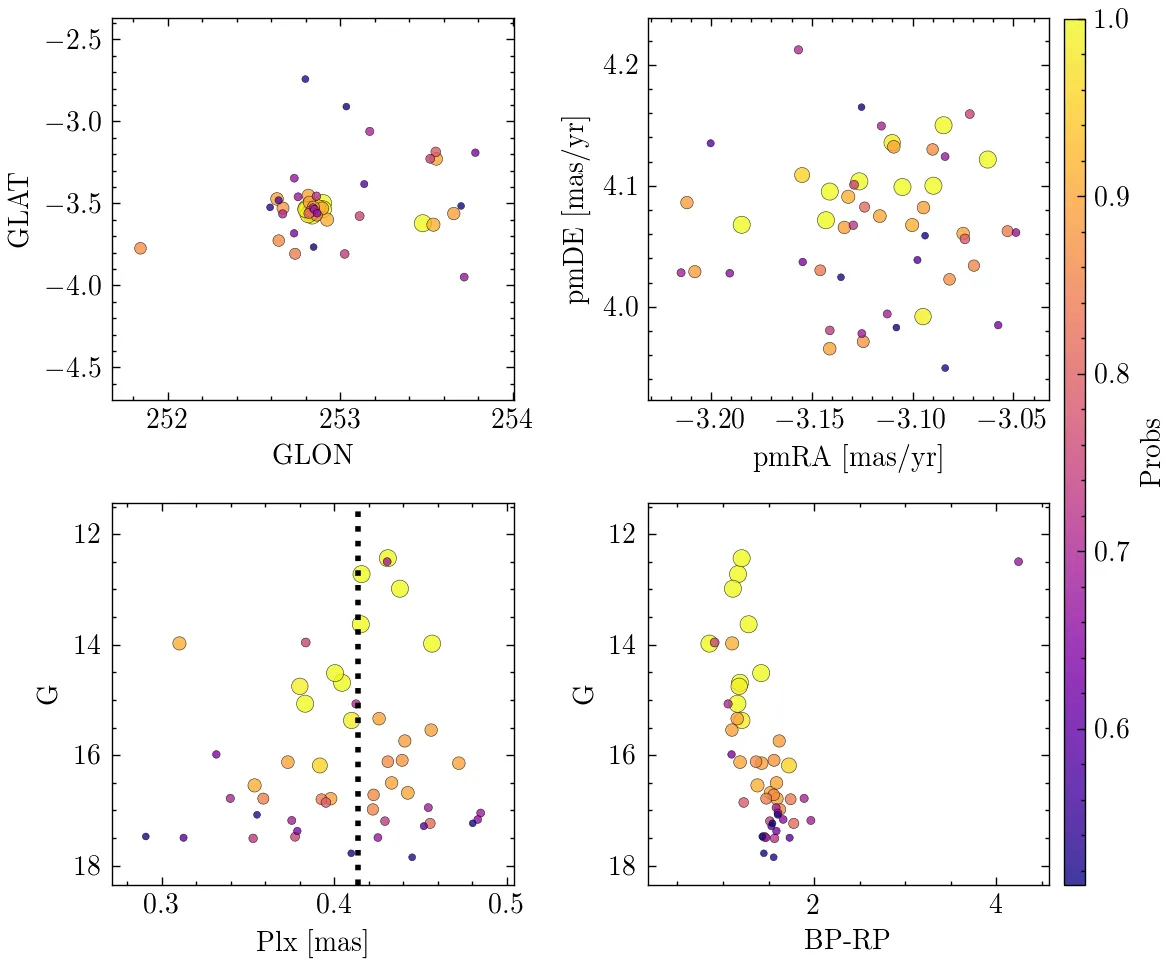 −2.5
−3.0
−3.5
−4.0
−4.5
GLAT
252 253 254
GLON
4.2
4.1
4.0
pmDE [mas/yr]
−3.20 −3.15 −3.10 −3.05
pmRA [mas/yr]
1.0
0.9
0.8
0.7
0.6
Probs
12
14
16
18
G
0.3 0.4 0.5
Plx [mas]
12
14
16
18
G
2 4
BP-RP